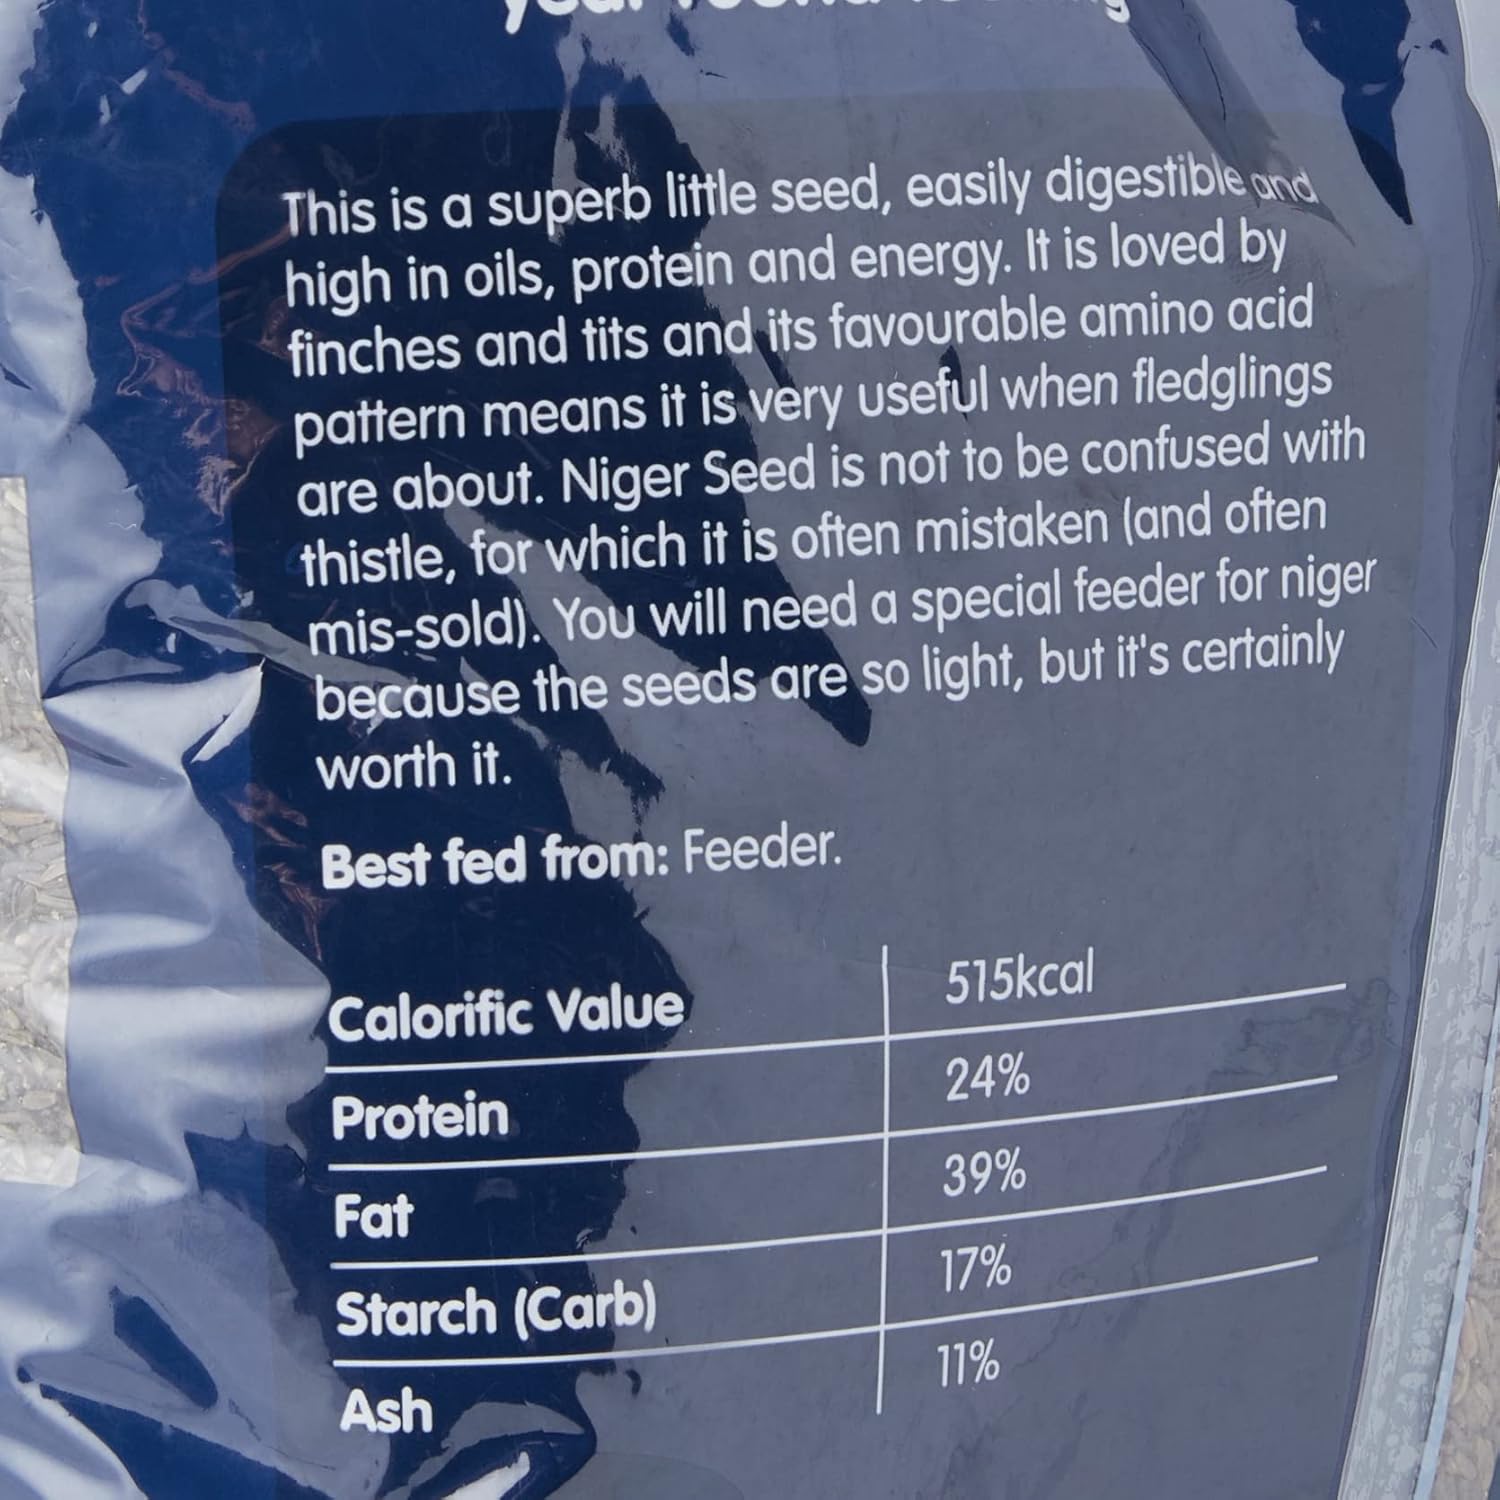 This is a superb little seed, easily digestible and
high in oils, protein and energy. It is loved by
finches and tits and its favourable amino acid
pattern means it is very useful when fledglings
are about. Niger Seed is not to be confused with
thistle, for which it is often mistaken (and often
mis-sold). You will need a special feeder for niger
because the seeds are so light, but it's certainly
worth it.
Best fed from: Feeder.
Calorific Value 515kcal
Protein 24%
Fat 39%
Starch (Carb) 17%
Ash 11%